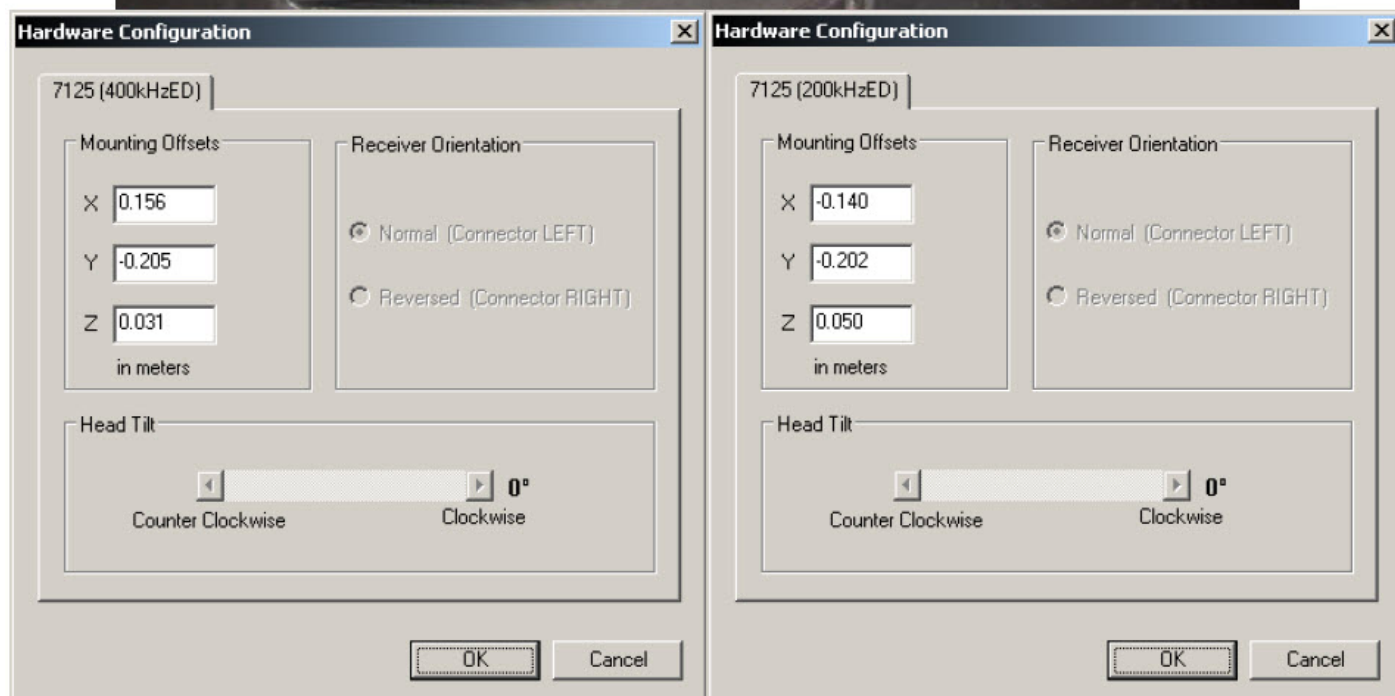 Hardware Configuration
7125 (400kHzED)
Mounting Offsets
X 0.156
Y -0.205
Z 0.031
in meters
Receiver Orientation
Normal (Connector LEFT)
Reversed (Connector RIGHT)
Head Tilt
0°
Counter Clockwise
Clockwise
OK
Cancel
Hardware Configuration
7125 (200kHzED)
Mounting Offsets
X -0.140
Y -0.202
Z 0.050
in meters
Receiver Orientation
Normal (Connector LEFT)
Reversed (Connector RIGHT)
Head Tilt
0°
Counter Clockwise
Clockwise
OK
Cancel